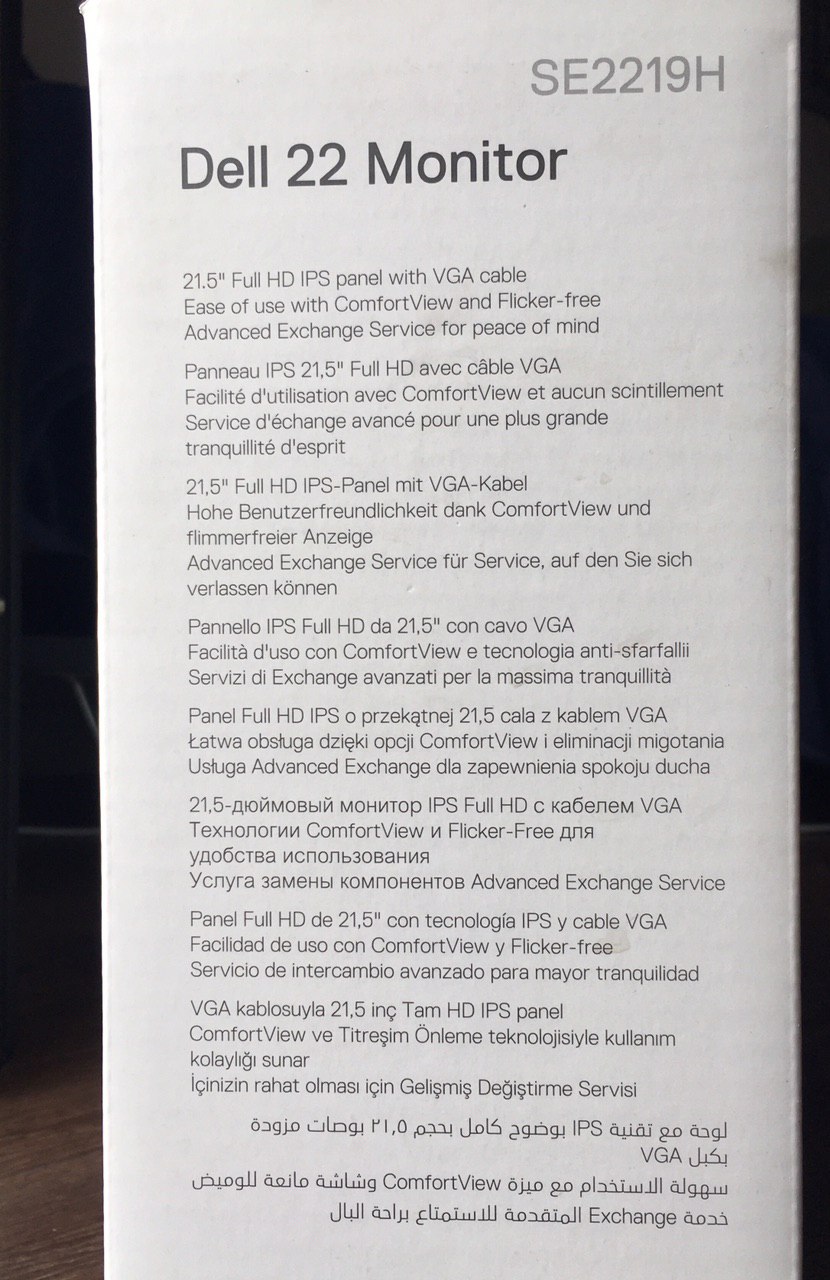 SE2219H
Dell 22 Monitor
21.5" Full HD IPS panel with VGA cable
Ease of use with ComfortView and Flicker-free
Advanced Exchange Service for peace of mind
Panneau IPS 21,5" Full HD avec câble VGA
Facilité d'utilisation avec ComfortView et aucun scintillement
Service d'échange avancé pour une plus grande
tranquillité d'esprit
21,5" Full HD IPS-Panel mit VGA-Kabel
Hohe Benutzerfreundlichkeit dank ComfortView und
flimmerfreier Anzeige
Advanced Exchange Service für Service, auf den Sie sich
verlassen können
Pannello IPS Full HD da 21,5" con cavo VGA
Facilità d'uso con ComfortView e tecnologia anti-sfarfallii
Servizi di Exchange avanzati per la massima tranquillità
Panel Full HD IPS o przekątnej 21,5 cala z kablem VGA
Łatwa obsługa dzięki opcji ComfortView i eliminacji migotania
Usługa Advanced Exchange dla zapewnienia spokoju ducha
21,5-дюймовый монитор IPS Full HD с кабелем VGA
Технологии ComfortView и Flicker-Free для
удобства использования
Услуга замены компонентов Advanced Exchange Service
Panel Full HD de 21,5" con tecnología IPS y cable VGA
Facilidad de uso con ComfortView y Flicker-free
Servicio de intercambio avanzado para mayor tranquilidad
VGA kablosuyla 21,5 inç Tam HD IPS panel
ComfortView ve Titreşim Önleme teknolojisiyle kullanım
kolaylığı sunar
İçinizin rahat olması için Gelişmiş Değiştirme Servisi
لوحة مع تقنية IPS بوضوح كامل بحجم ٢١,٥ بوصات مزودة
بكبل VGA
سهولة الاستخدام مع ميزة ComfortView وشاشة مانعة للوميض
خدمة Exchange المتقدمة للاستمتاع براحة البال